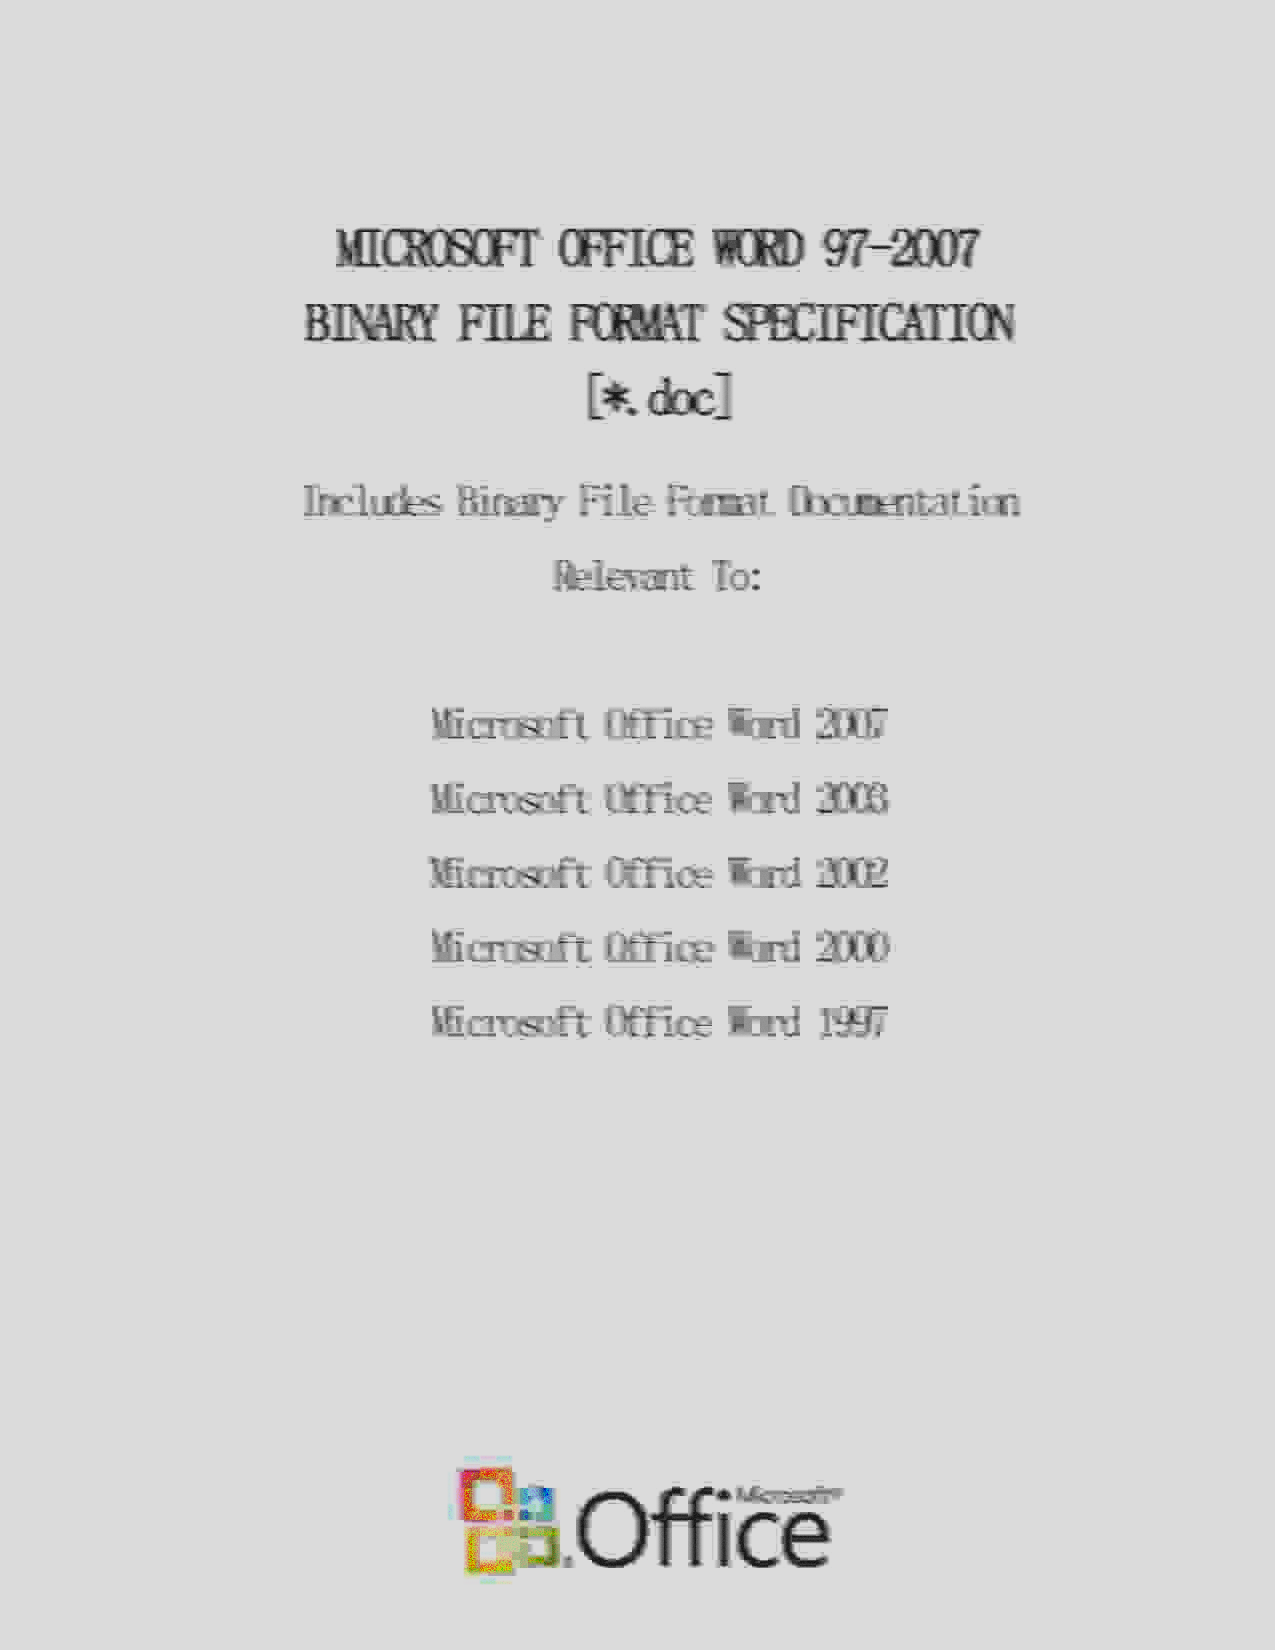 MICROSOFT OFFICE WORD 97-2007
BINARY FILE FORMAT SPECIFICATION
[*.doc]
Includes Binary File Format Documentation
Relevant To:
Microsoft Office Word 2007
Microsoft Office Word 2003
Microsoft Office Word 2002
Microsoft Office Word 2000
Microsoft Office Word 1997
Microsoft®
Office